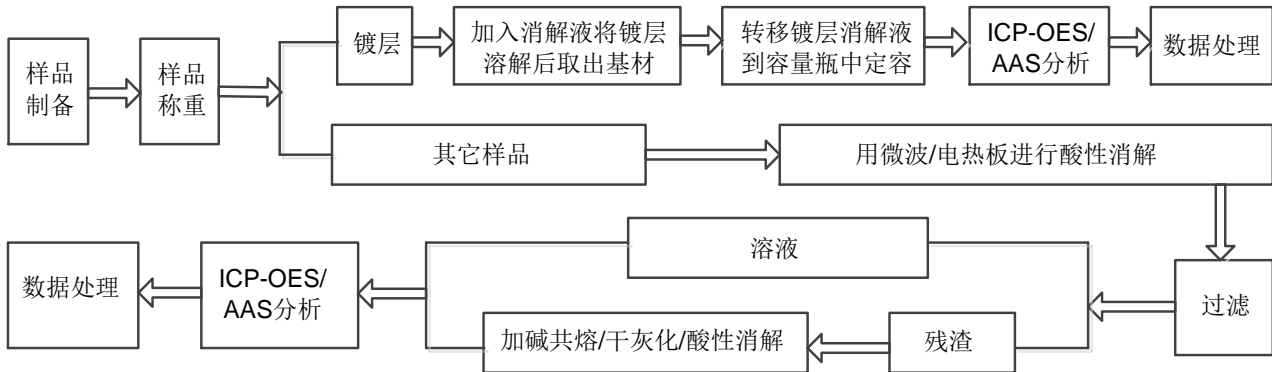 样品
制备
样品
称重
镀层
加入消解液将镀层
溶解后取出基材
转移镀层消解液
到容量瓶中定容
ICP-OES/
AAS分析
数据处理
其它样品
用微波/电热板进行酸性消解
过滤
溶液
残渣
加碱共熔/干灰化/酸性消解
ICP-OES/
AAS分析
数据处理